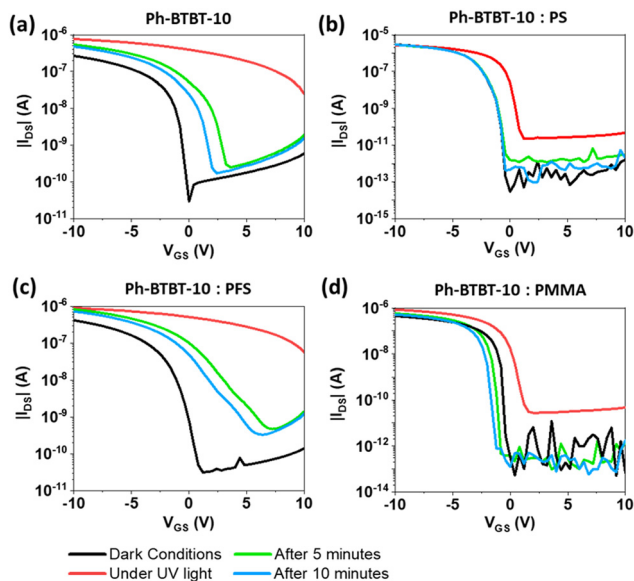 (a) Ph-BTBT-10
|I_DS| (A)
10⁻⁶
10⁻⁷
10⁻⁸
10⁻⁹
10⁻¹⁰
10⁻¹¹
-10 -5 0 5 10
V_GS (V)
(b) Ph-BTBT-10 : PS
|I_DS| (A)
10⁻⁵
10⁻⁷
10⁻⁹
10⁻¹¹
10⁻¹³
10⁻¹⁵
-10 -5 0 5 10
V_GS (V)
(c) Ph-BTBT-10 : PFS
|I_DS| (A)
10⁻⁶
10⁻⁷
10⁻⁸
10⁻⁹
10⁻¹⁰
10⁻¹¹
-10 -5 0 5 10
V_GS (V)
(d) Ph-BTBT-10 : PMMA
|I_DS| (A)
10⁻⁶
10⁻⁸
10⁻¹⁰
10⁻¹²
10⁻¹⁴
-10 -5 0 5 10
V_GS (V)
Dark Conditions After 5 minutes
Under UV light After 10 minutes